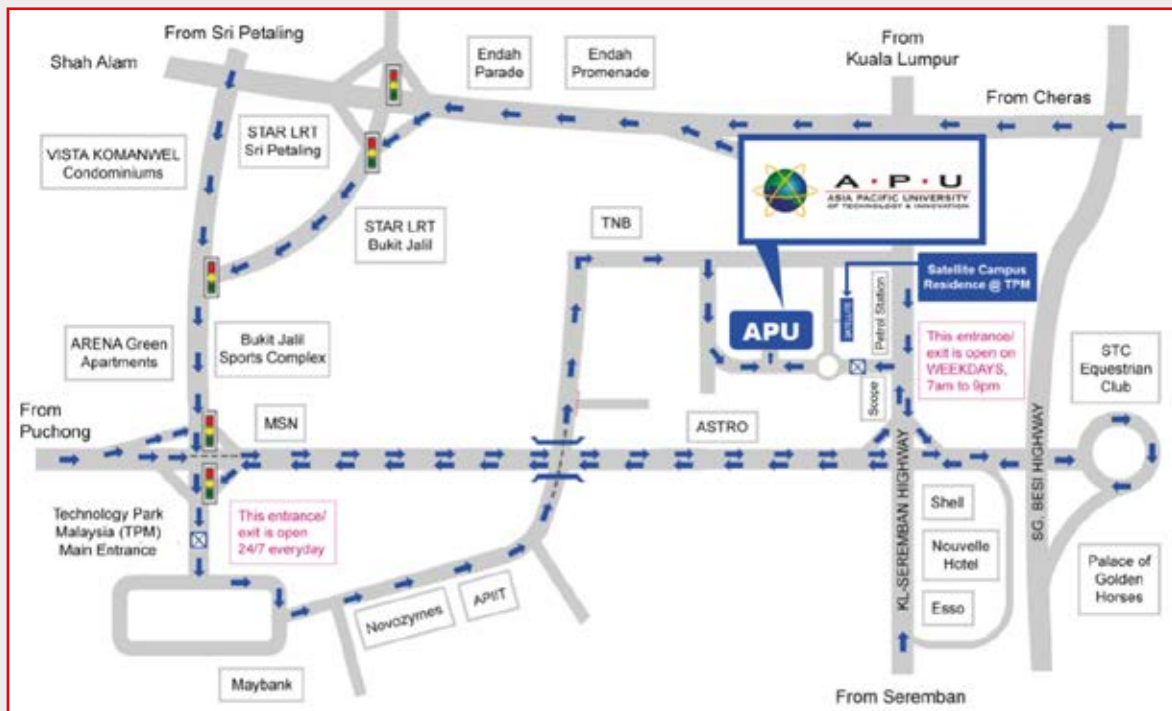 From Sri Petaling
Shah Alam
Endah
Parade
Endah
Promenade
From
Kuala Lumpur
From Cheras
STAR LRT
Sri Petaling
VISTA KOMANWEL
Condominiums
STAR LRT
Bukit Jalil
TNB
A•P•U
ASIA PACIFIC UNIVERSITY
OF TECHNOLOGY & INNOVATION
Satellite Campus
Residence @ TPM
SATELLITE
Petrol Station
APU
This entrance/
exit is open on
WEEKDAYS,
7am to 9pm
ARENA Green
Apartments
Bukit Jalil
Sports Complex
STC
Equestrian
Club
From
Puchong
MSN
ASTRO
Scope
KL-SEREMBAN HIGHWAY
SG. BESI HIGHWAY
Technology Park
Malaysia (TPM)
Main Entrance
This entrance/
exit is open
24/7 everyday
Shell
Nouvelle
Hotel
Esso
Palace of
Golden
Horses
Novozymes
APIIT
Maybank
From Seremban